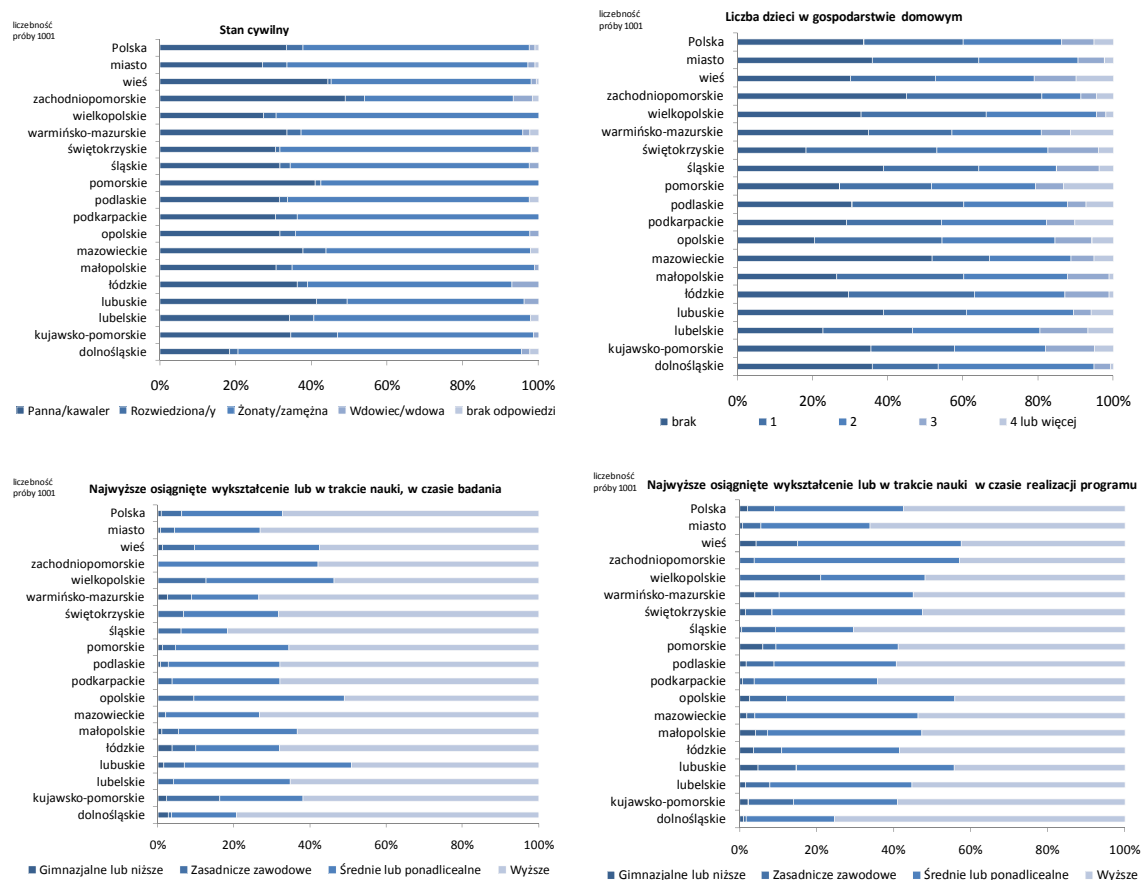 liczebność
próby 1001
Stan cywilny
Polska
miasto
wieś
zachodniopomorskie
wielkopolskie
warmińsko-mazurskie
świętokrzyskie
śląskie
pomorskie
podlaskie
podkarpackie
opolskie
mazowieckie
małopolskie
łódzkie
lubuskie
lubelskie
kujawsko-pomorskie
dolnośląskie
0% 20% 40% 60% 80% 100%
Panna/kawaler Rozwiedziona/y Żonaty/zamężna Wdowiec/wdowa brak odpowiedzi
liczebność
próby 1001
Liczba dzieci w gospodarstwie domowym
Polska
miasto
wieś
zachodniopomorskie
wielkopolskie
warmińsko-mazurskie
świętokrzyskie
śląskie
pomorskie
podlaskie
podkarpackie
opolskie
mazowieckie
małopolskie
łódzkie
lubuskie
lubelskie
kujawsko-pomorskie
dolnośląskie
0% 20% 40% 60% 80% 100%
brak 1 2 3 4 lub więcej
liczebność
próby 1001
Najwyższe osiągnięte wykształcenie lub w trakcie nauki, w czasie badania
Polska
miasto
wieś
zachodniopomorskie
wielkopolskie
warmińsko-mazurskie
świętokrzyskie
śląskie
pomorskie
podlaskie
podkarpackie
opolskie
mazowieckie
małopolskie
łódzkie
lubuskie
lubelskie
kujawsko-pomorskie
dolnośląskie
0% 20% 40% 60% 80% 100%
Gimnazjalne lub niższe Zasadnicze zawodowe Średnie lub ponadlicealne Wyższe
liczebność
próby 1001
Najwyższe osiągnięte wykształcenie lub w trakcie nauki w czasie realizacji programu
Polska
miasto
wieś
zachodniopomorskie
wielkopolskie
warmińsko-mazurskie
świętokrzyskie
śląskie
pomorskie
podlaskie
podkarpackie
opolskie
mazowieckie
małopolskie
łódzkie
lubuskie
lubelskie
kujawsko-pomorskie
dolnośląskie
0% 20% 40% 60% 80% 100%
Gimnazjalne lub niższe Zasadnicze zawodowe Średnie lub ponadlicealne Wyższe